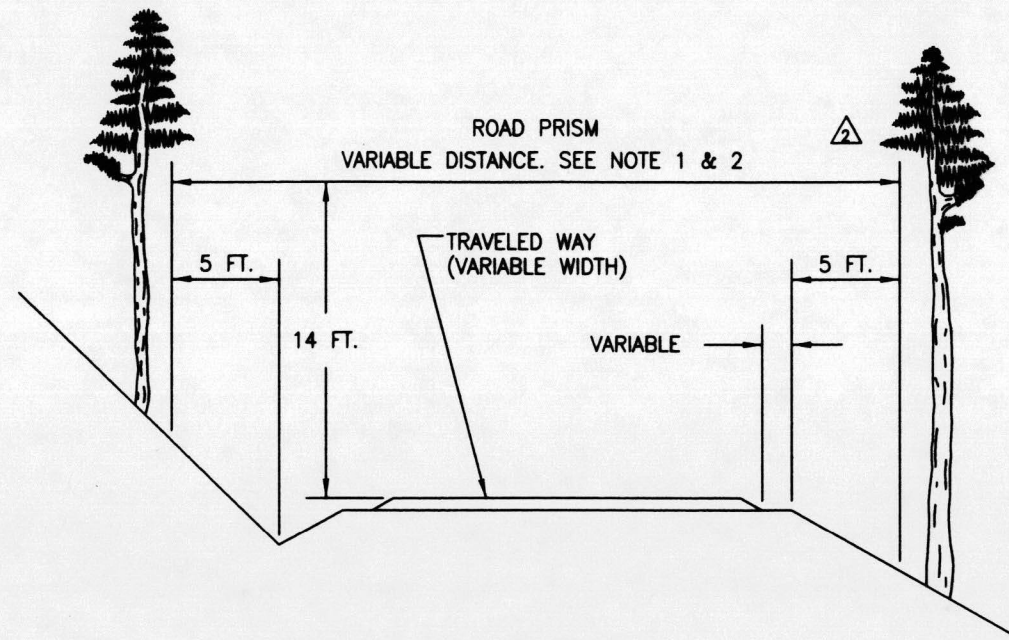 ROAD PRISM
2
VARIABLE DISTANCE. SEE NOTE 1 & 2
TRAVELED WAY
(VARIABLE WIDTH)
5 FT.
5 FT.
14 FT.
VARIABLE